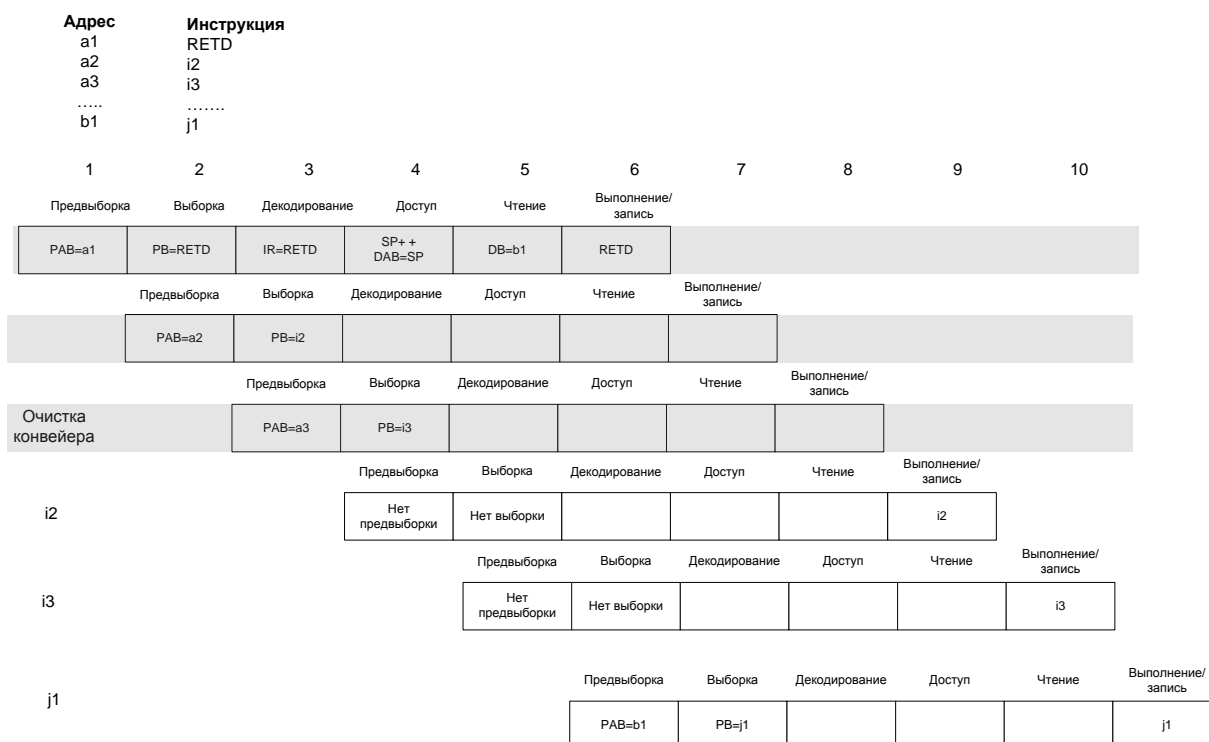 Адрес Инструкция
a1 RETD
a2 i2
a3 i3
..... .......
b1 j1
1 2 3 4 5 6 7 8 9 10
Предвыборка Выборка Декодирование Доступ Чтение Выполнение/
запись
PAB=a1 PB=RETD IR=RETD SP+ +
DAB=SP DB=b1 RETD
Предвыборка Выборка Декодирование Доступ Чтение Выполнение/
запись
PAB=a2 PB=i2
Предвыборка Выборка Декодирование Доступ Чтение Выполнение/
запись
Очистка
конвейера
PAB=a3 PB=i3
Предвыборка Выборка Декодирование Доступ Чтение Выполнение/
запись
i2 Нет
предвыборки Нет выборки i2
Предвыборка Выборка Декодирование Доступ Чтение Выполнение/
запись
i3 Нет
предвыборки Нет выборки i3
Предвыборка Выборка Декодирование Доступ Чтение Выполнение/
запись
j1 PAB=b1 PB=j1 j1